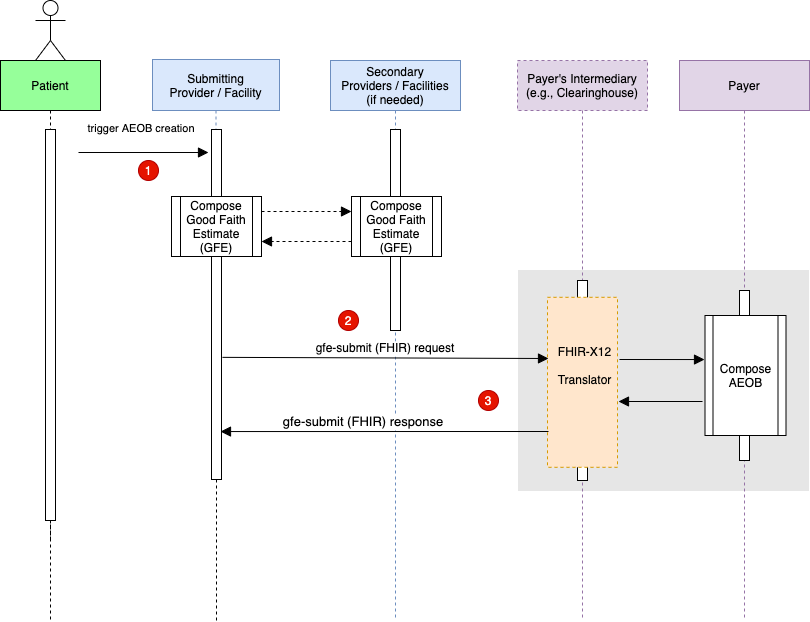 Patient
Submitting
Provider / Facility
Secondary
Providers / Facilities
(if needed)
Payer's Intermediary
(e.g., Clearinghouse)
Payer
trigger AEOB creation
1
Compose
Good Faith
Estimate
(GFE)
Compose
Good Faith
Estimate
(GFE)
2
gfe-submit (FHIR) request
FHIR-X12
Translator
Compose
AEOB
3
gfe-submit (FHIR) response